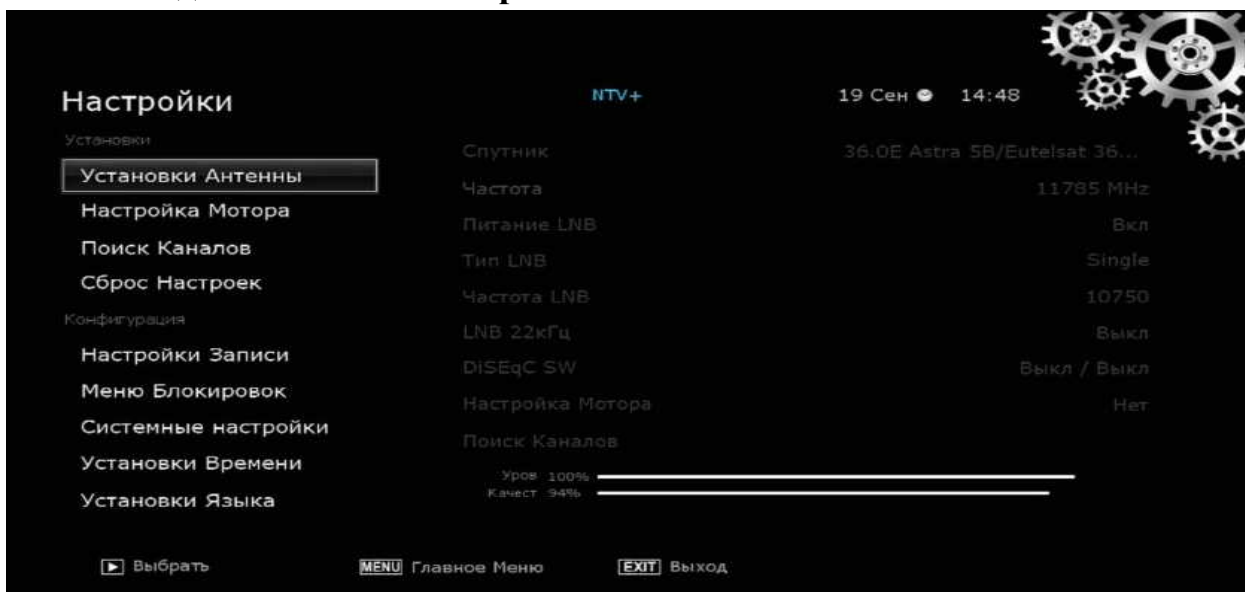 Настройки
NTV+
19 Сен 14:48
Установки
Установки Антенны
Настройка Мотора
Поиск Каналов
Сброс Настроек
Конфигурация
Настройки Записи
Меню Блокировок
Системные настройки
Установки Времени
Установки Языка
Спутник 36.0E Astra 5B/Eutelsat 36...
Частота 11785 MHz
Питание LNB Вкл
Тип LNB Single
Частота LNB 10750
LNB 22кГц Выкл
DiSEqC SW Выкл / Выкл
Настройка Мотора Нет
Поиск Каналов
Уров 100%
Качест 94%
Выбрать MENU Главное Меню EXIT Выход